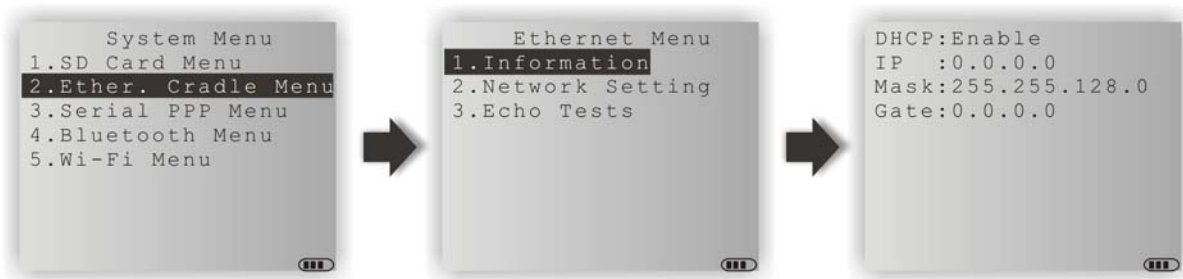 System Menu
1.SD Card Menu
2.Ether. Cradle Menu
3.Serial PPP Menu
4.Bluetooth Menu
5.Wi-Fi Menu
Ethernet Menu
1.Information
2.Network Setting
3.Echo Tests
DHCP:Enable
IP  :0.0.0.0
Mask:255.255.128.0
Gate:0.0.0.0